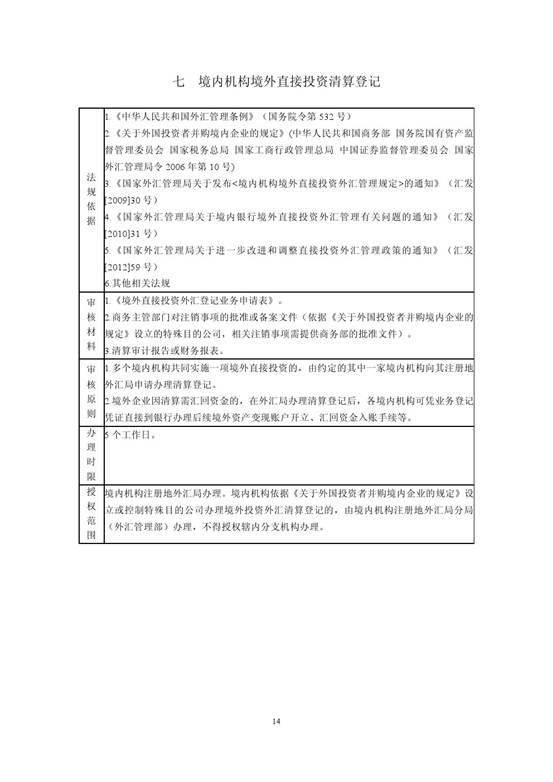 七　境内机构境外直接投资清算登记
法规依据
1.《中华人民共和国外汇管理条例》（国务院令第 532 号）
2.《关于外国投资者并购境内企业的规定》(中华人民共和国商务部 国务院国有资产监
督管理委员会 国家税务总局 国家工商行政管理总局 中国证券监督管理委员会 国家
外汇管理局令 2006 年第 10 号)
3.《国家外汇管理局关于发布<境内机构境外直接投资外汇管理规定>的通知》（汇发
[2009]30 号）
4.《国家外汇管理局关于境内银行境外直接投资外汇管理有关问题的通知》（汇发
[2010]31 号）
5.《国家外汇管理局关于进一步改进和调整直接投资外汇管理政策的通知》（汇发
[2012]59 号）
6.其他相关法规
审核材料
1.《境外直接投资外汇登记业务申请表》。
2.商务主管部门对注销事项的批准或备案文件（依据《关于外国投资者并购境内企业的
规定》设立的特殊目的公司，相关注销事项需提供商务部的批准文件）。
3.清算审计报告或财务报表。
审核原则
1.多个境内机构共同实施一项境外直接投资的，由约定的其中一家境内机构向其注册地
外汇局申请办理清算登记。
2.境外企业因清算需汇回资金的，在外汇局办理清算登记后，各境内机构可凭业务登记
凭证直接到银行办理后续境外资产变现账户开立、汇回资金入账手续等。
办理时限
5 个工作日。
授权范围
境内机构注册地外汇局办理。境内机构依据《关于外国投资者并购境内企业的规定》设
立或控制特殊目的公司办理境外投资外汇清算登记的，由境内机构注册地外汇局分局
（外汇管理部）办理，不得授权辖内分支机构办理。
14